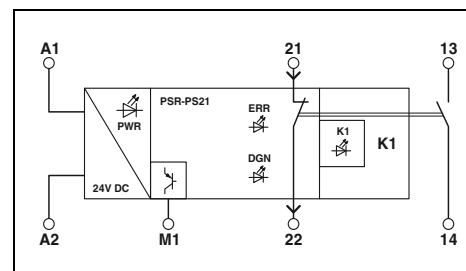 A1 21 13
PSR-PS21
ERR
PWR
K1
K1
DGN
24V DC
A2 M1 22 14